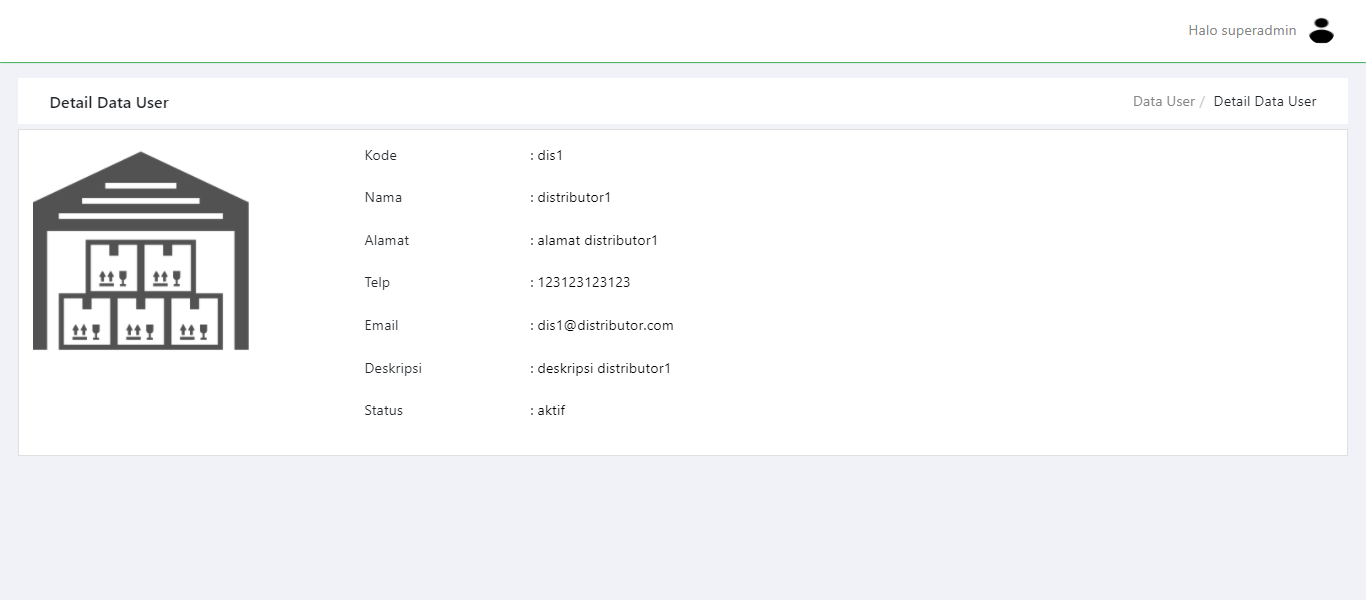 Halo superadmin
Detail Data User
Data User / Detail Data User
Kode : dis1
Nama : distributor1
Alamat : alamat distributor1
Telp : 123123123123
Email : dis1@distributor.com
Deskripsi : deskripsi distributor1
Status : aktif